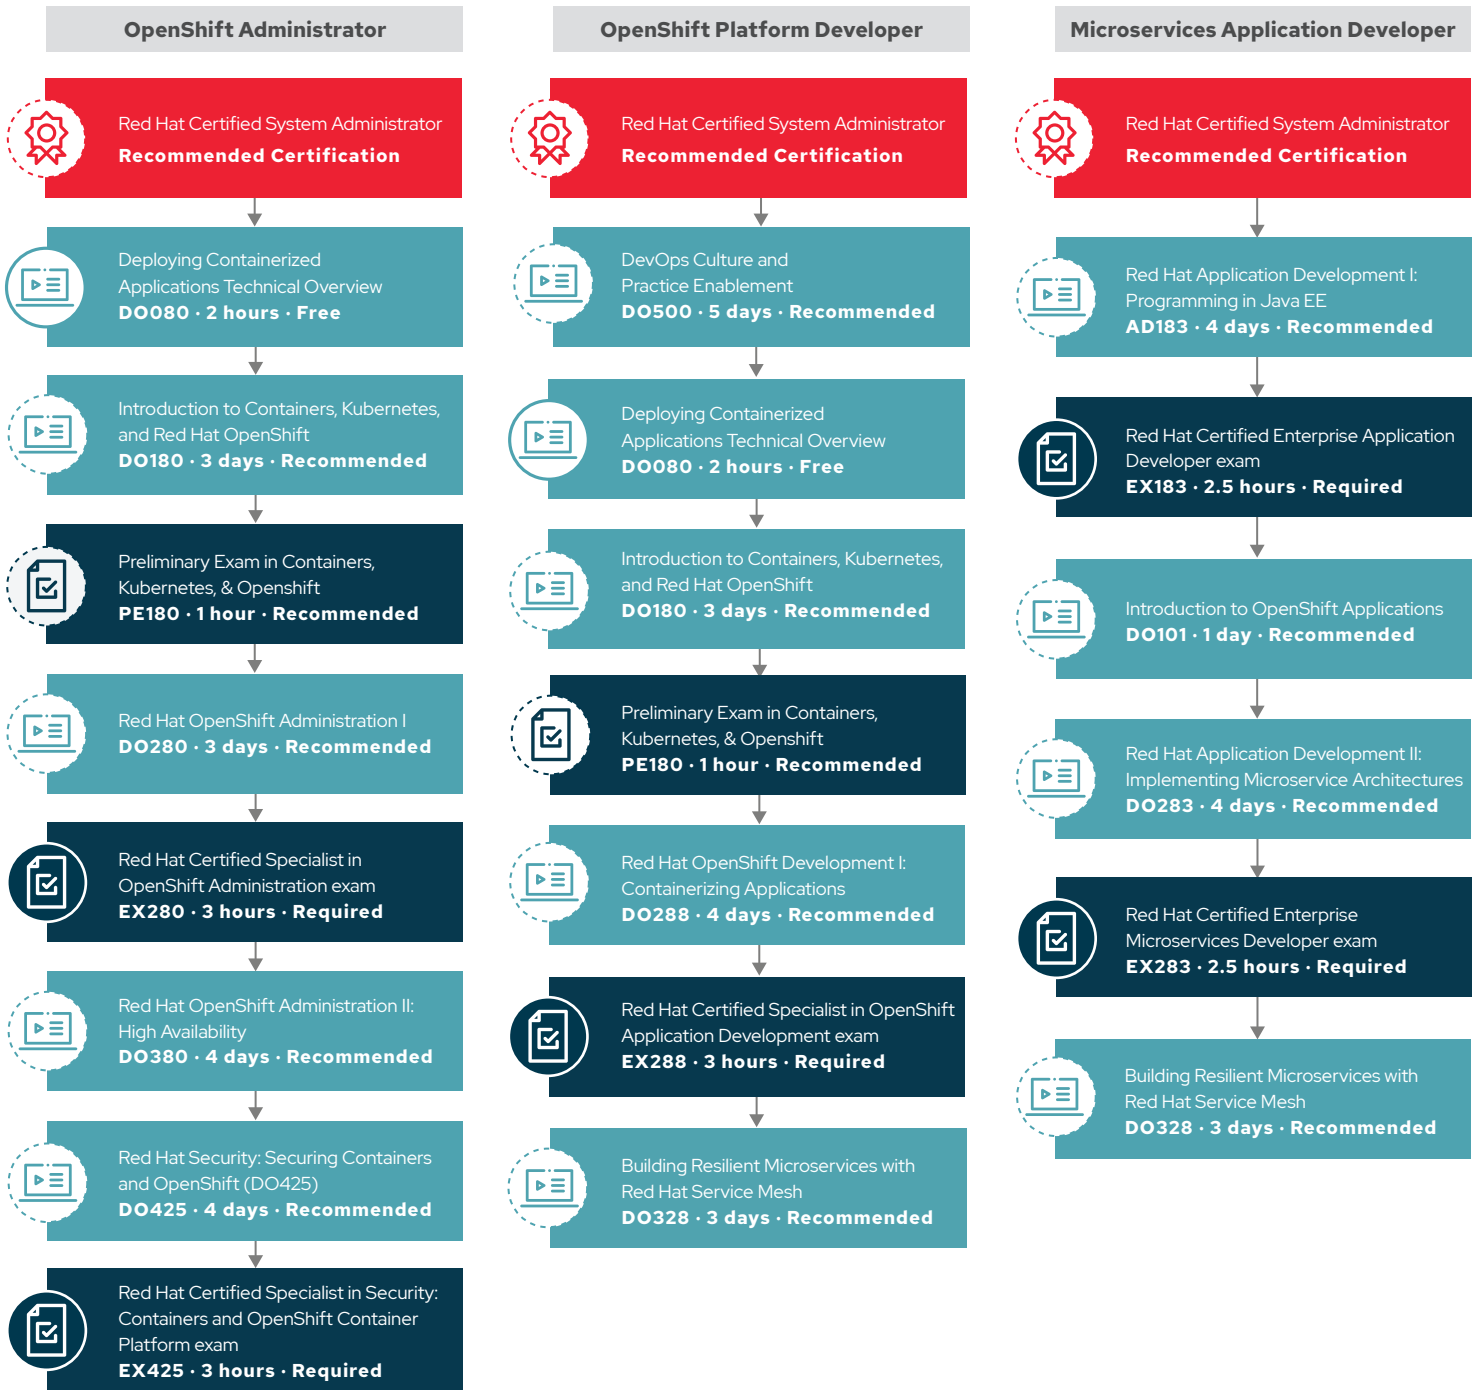 OpenShift Administrator
Red Hat Certified System Administrator
Recommended Certification
Deploying Containerized
Applications Technical Overview
DO080 · 2 hours · Free
Introduction to Containers, Kubernetes,
and Red Hat OpenShift
DO180 · 3 days · Recommended
Preliminary Exam in Containers,
Kubernetes, & Openshift
PE180 · 1 hour · Recommended
Red Hat OpenShift Administration I
DO280 · 3 days · Recommended
Red Hat Certified Specialist in
OpenShift Administration exam
EX280 · 3 hours · Required
Red Hat OpenShift Administration II:
High Availability
DO380 · 4 days · Recommended
Red Hat Security: Securing Containers
and OpenShift (DO425)
DO425 · 4 days · Recommended
Red Hat Certified Specialist in Security:
Containers and OpenShift Container
Platform exam
EX425 · 3 hours · Required
OpenShift Platform Developer
Red Hat Certified System Administrator
Recommended Certification
DevOps Culture and
Practice Enablement
DO500 · 5 days · Recommended
Deploying Containerized
Applications Technical Overview
DO080 · 2 hours · Free
Introduction to Containers, Kubernetes,
and Red Hat OpenShift
DO180 · 3 days · Recommended
Preliminary Exam in Containers,
Kubernetes, & Openshift
PE180 · 1 hour · Recommended
Red Hat OpenShift Development I:
Containerizing Applications
DO288 · 4 days · Recommended
Red Hat Certified Specialist in OpenShift
Application Development exam
EX288 · 3 hours · Required
Building Resilient Microservices with
Red Hat Service Mesh
DO328 · 3 days · Recommended
Microservices Application Developer
Red Hat Certified System Administrator
Recommended Certification
Red Hat Application Development I:
Programming in Java EE
AD183 · 4 days · Recommended
Red Hat Certified Enterprise Application
Developer exam
EX183 · 2.5 hours · Required
Introduction to OpenShift Applications
DO101 · 1 day · Recommended
Red Hat Application Development II:
Implementing Microservice Architectures
DO283 · 4 days · Recommended
Red Hat Certified Enterprise
Microservices Developer exam
EX283 · 2.5 hours · Required
Building Resilient Microservices with
Red Hat Service Mesh
DO328 · 3 days · Recommended